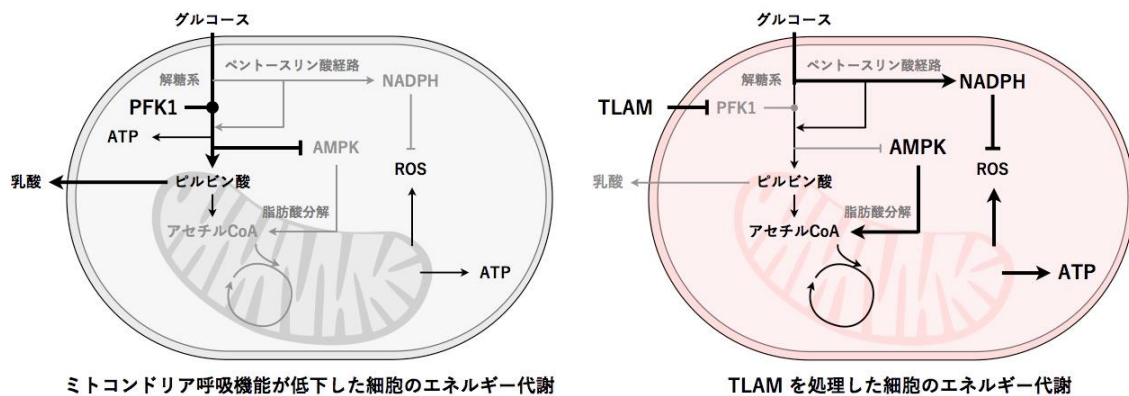 グルコース
ペントースリン酸経路
解糖系
NADPH
PFK1
ATP
AMPK
ROS
乳酸
ピルビン酸
脂肪酸分解
アセチルCoA
ATP
ミトコンドリア呼吸機能が低下した細胞のエネルギー代謝
グルコース
ペントースリン酸経路
解糖系
NADPH
TLAM
PFK1
AMPK
ROS
乳酸
ピルビン酸
脂肪酸分解
アセチルCoA
ATP
TLAM を処理した細胞のエネルギー代謝